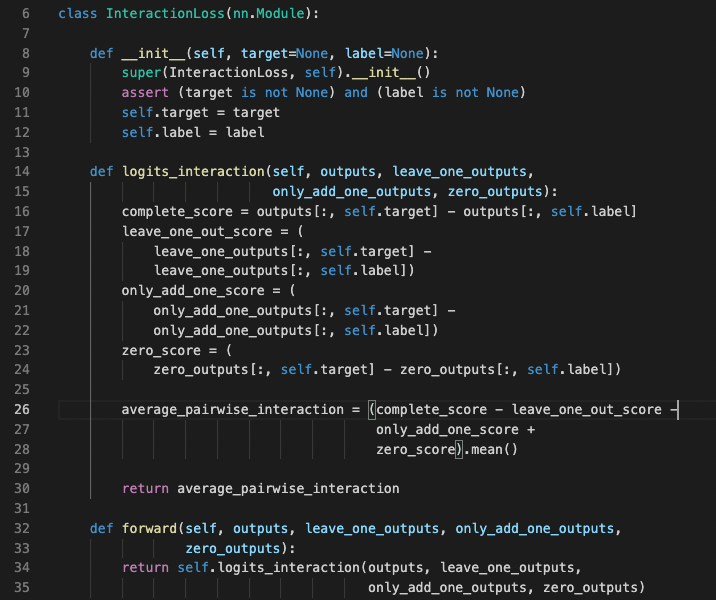 6 class InteractionLoss(nn.Module):
7
8     def __init__(self, target=None, label=None):
9         super(InteractionLoss, self).__init__()
10         assert (target is not None) and (label is not None)
11         self.target = target
12         self.label = label
13
14     def logits_interaction(self, outputs, leave_one_outputs,
15                            only_add_one_outputs, zero_outputs):
16         complete_score = outputs[:, self.target] - outputs[:, self.label]
17         leave_one_out_score = (
18             leave_one_outputs[:, self.target] -
19             leave_one_outputs[:, self.label])
20         only_add_one_score = (
21             only_add_one_outputs[:, self.target] -
22             only_add_one_outputs[:, self.label])
23         zero_score = (
24             zero_outputs[:, self.target] - zero_outputs[:, self.label])
25
26         average_pairwise_interaction = (complete_score - leave_one_out_score -
27                                         only_add_one_score +
28                                         zero_score).mean()
29
30         return average_pairwise_interaction
31
32     def forward(self, outputs, leave_one_outputs, only_add_one_outputs,
33                 zero_outputs):
34         return self.logits_interaction(outputs, leave_one_outputs,
35                                        only_add_one_outputs, zero_outputs)